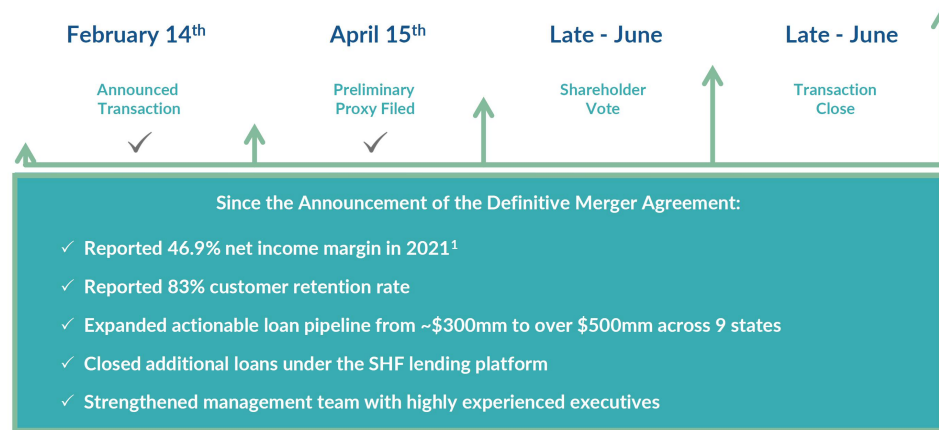 February 14th
April 15th
Late - June
Late - June
Announced
Transaction
Preliminary
Proxy Filed
Shareholder
Vote
Transaction
Close
Since the Announcement of the Definitive Merger Agreement:
✓ Reported 46.9% net income margin in 2021¹
✓ Reported 83% customer retention rate
✓ Expanded actionable loan pipeline from ~$300mm to over $500mm across 9 states
✓ Closed additional loans under the SHF lending platform
✓ Strengthened management team with highly experienced executives